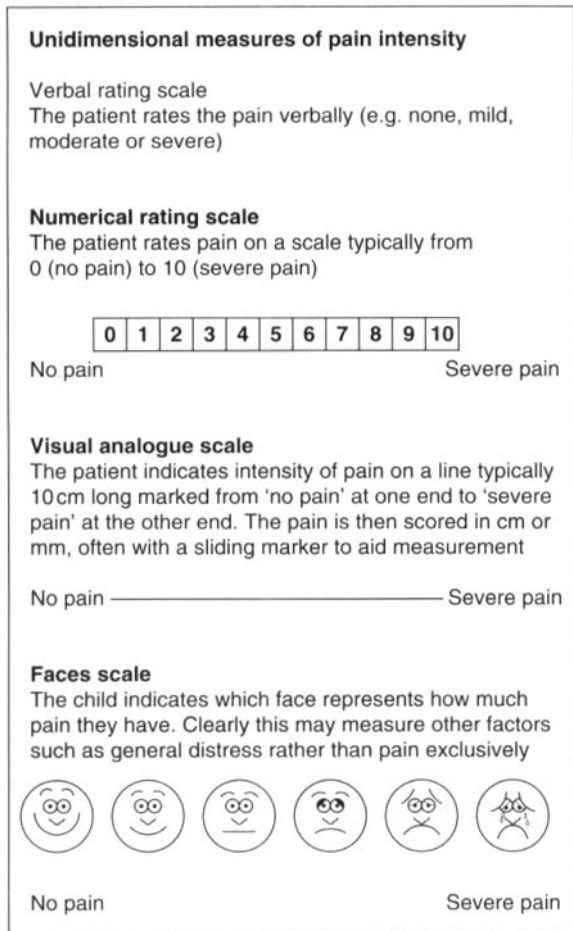 Unidimensional measures of pain intensity
Verbal rating scale
The patient rates the pain verbally (e.g. none, mild,
moderate or severe)
Numerical rating scale
The patient rates pain on a scale typically from
0 (no pain) to 10 (severe pain)
0 1 2 3 4 5 6 7 8 9 10
No pain Severe pain
Visual analogue scale
The patient indicates intensity of pain on a line typically
10 cm long marked from ‘no pain’ at one end to ‘severe
pain’ at the other end. The pain is then scored in cm or
mm, often with a sliding marker to aid measurement
No pain Severe pain
Faces scale
The child indicates which face represents how much
pain they have. Clearly this may measure other factors
such as general distress rather than pain exclusively
No pain Severe pain